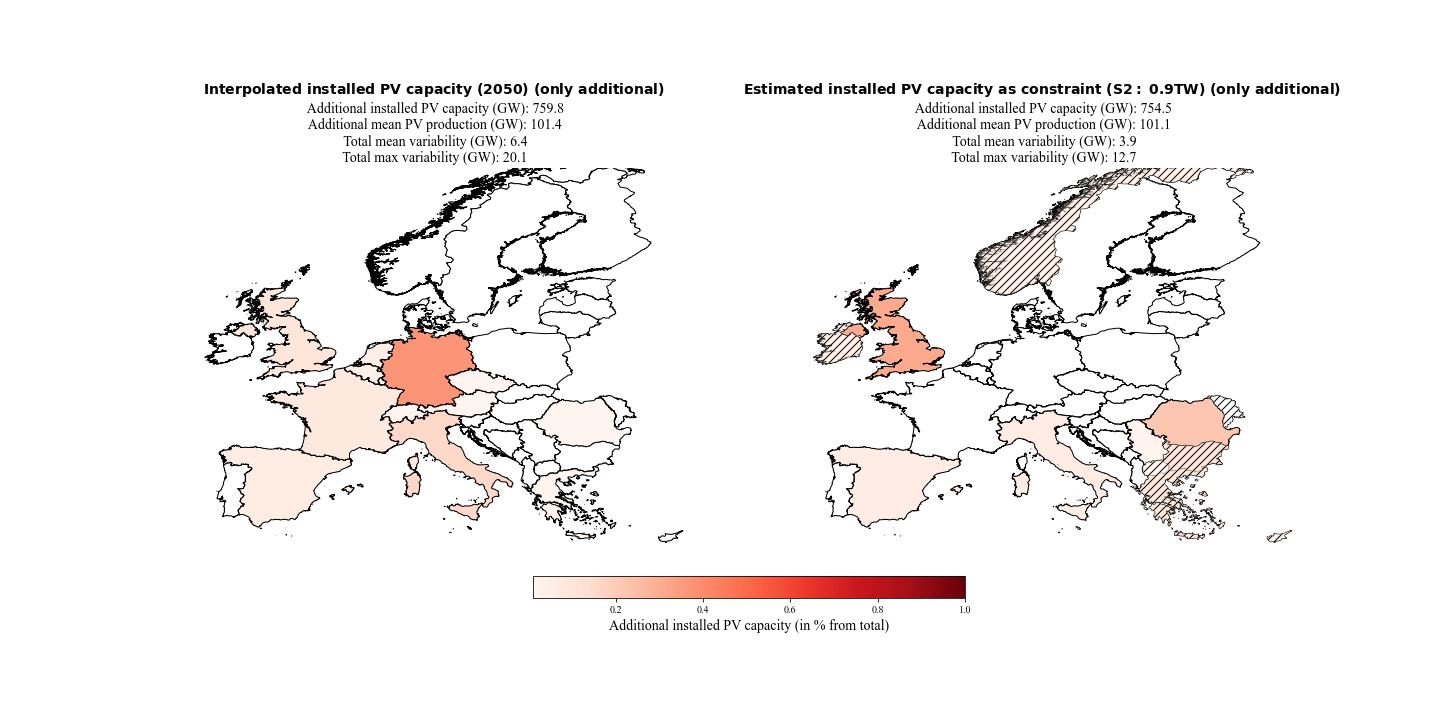 Interpolated installed PV capacity (2050) (only additional)
Additional installed PV capacity (GW): 759.8
Additional mean PV production (GW): 101.4
Total mean variability (GW): 6.4
Total max variability (GW): 20.1
Estimated installed PV capacity as constraint (S2 : 0.9TW) (only additional)
Additional installed PV capacity (GW): 754.5
Additional mean PV production (GW): 101.1
Total mean variability (GW): 3.9
Total max variability (GW): 12.7
0.2 0.4 0.6 0.8 1.0
Additional installed PV capacity (in % from total)